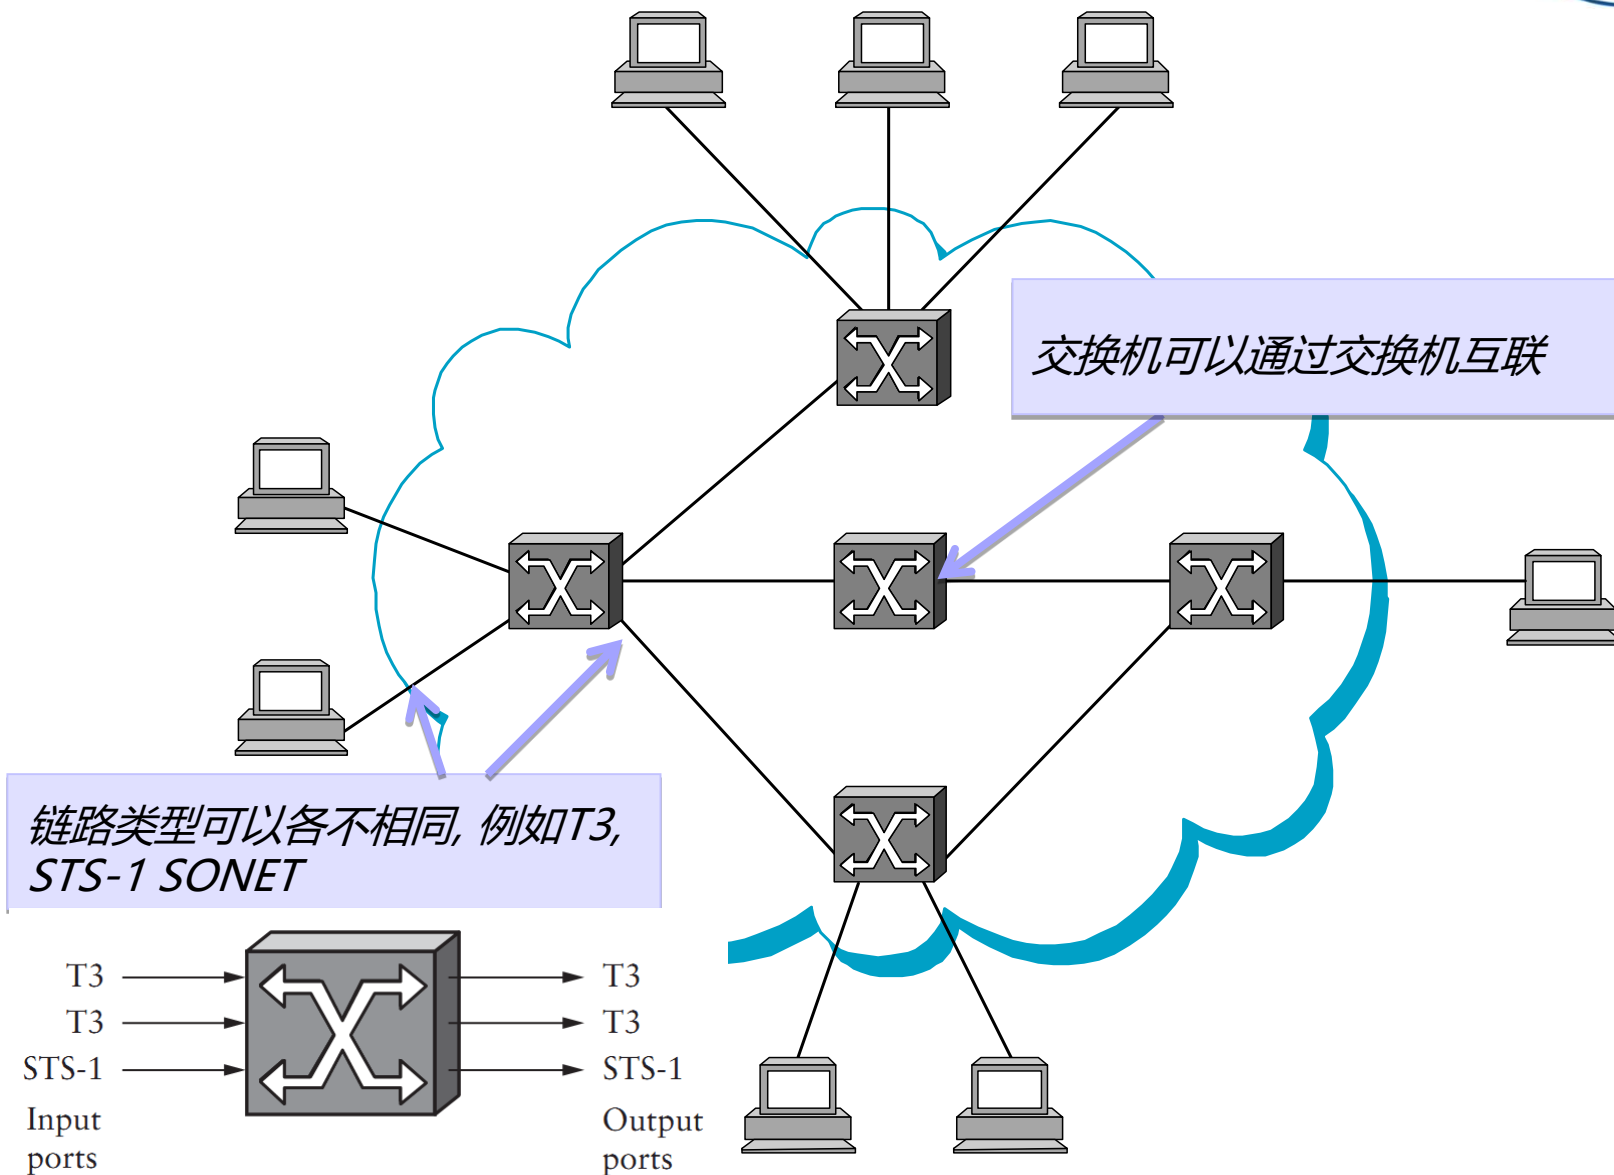 交换机可以通过交换机互联
链路类型可以各不相同, 例如T3,
STS-1 SONET
T3
T3
STS-1
Input
ports
T3
T3
STS-1
Output
ports